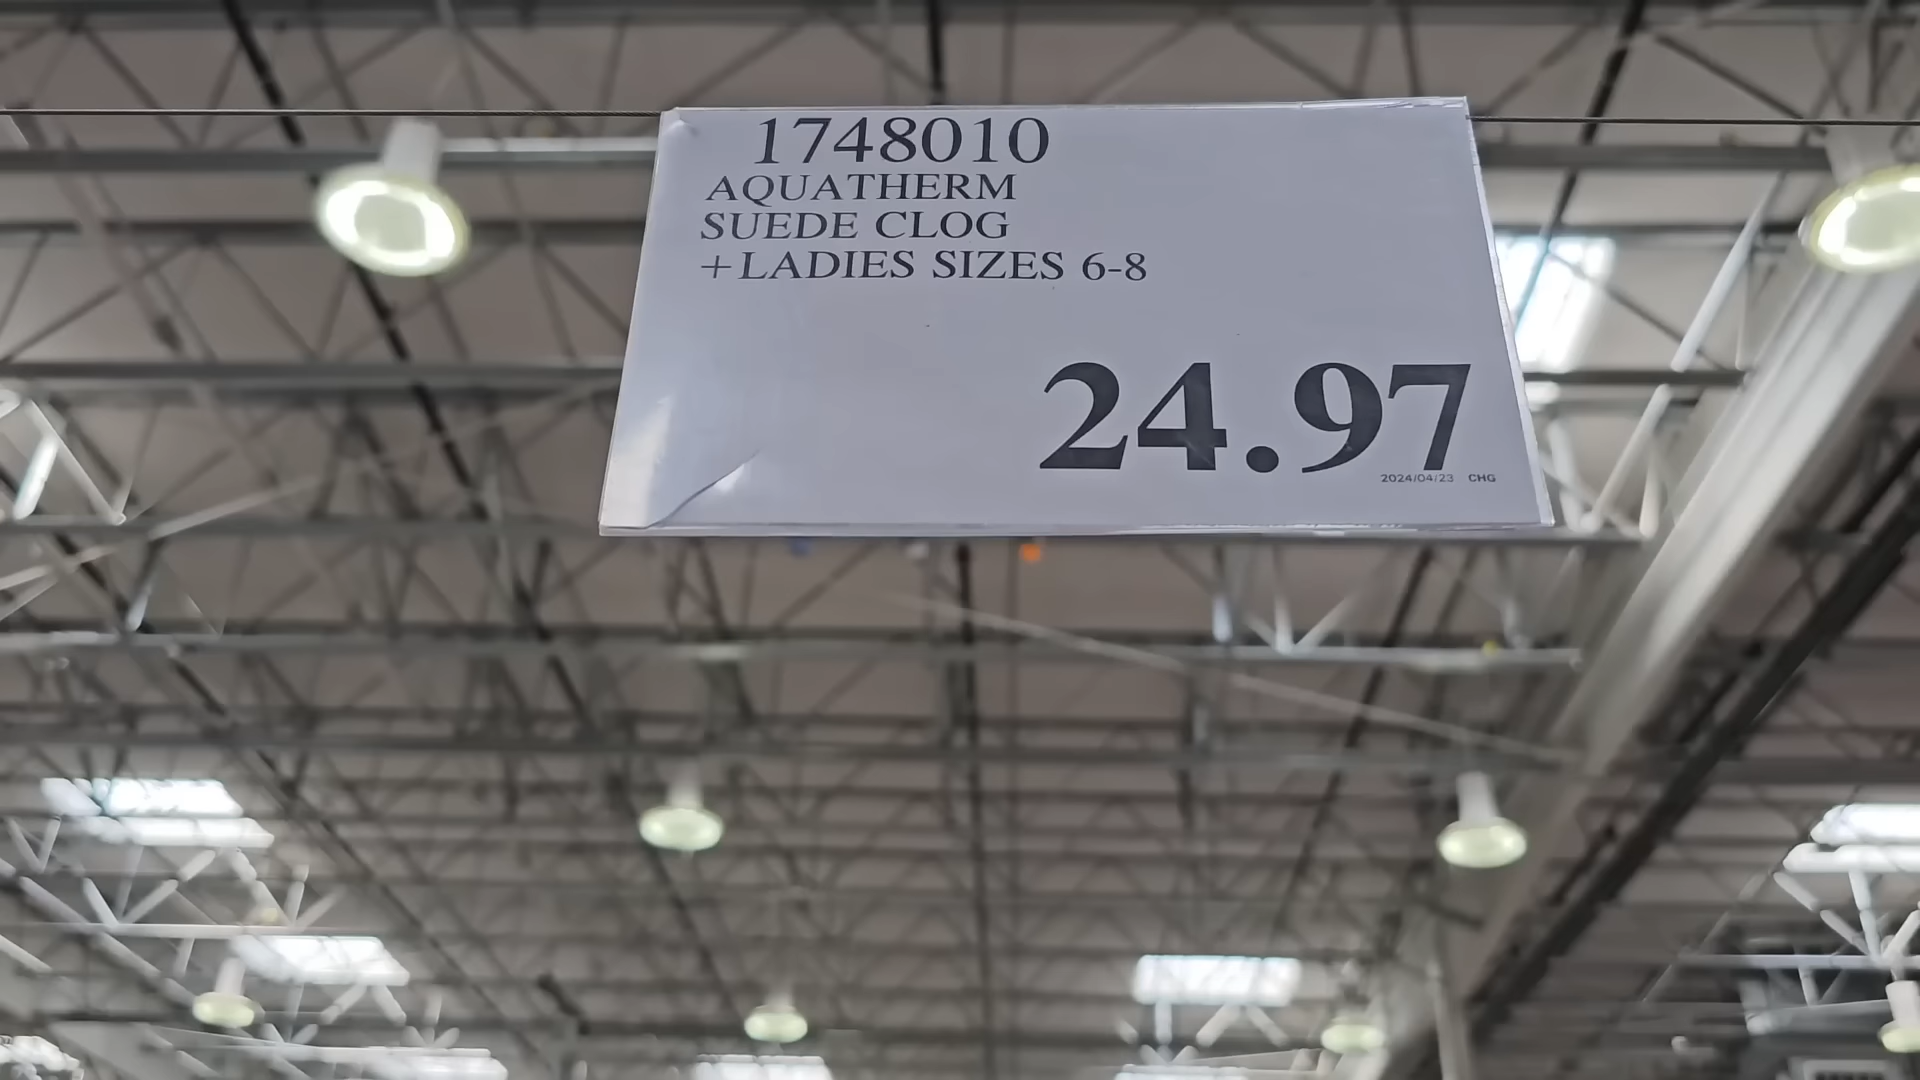 1748010
AQUATHERM
SUEDE CLOG
+LADIES SIZES 6-8
24.97
2024/04/23 CHG